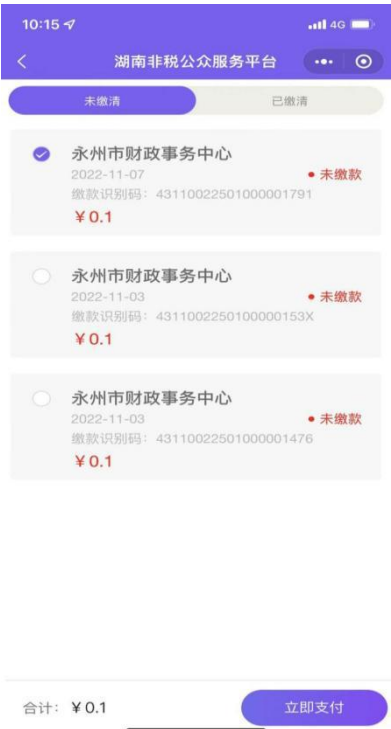 10:15
4G
湖南非税公众服务平台
未缴清
已缴清
永州市财政事务中心
2022-11-07
未缴款
缴款识别码：43110022501000001791
￥0.1
永州市财政事务中心
2022-11-03
未缴款
缴款识别码：4311002250100000153X
￥0.1
永州市财政事务中心
2022-11-03
未缴款
缴款识别码：43110022501000001476
￥0.1
合计：￥0.1
立即支付